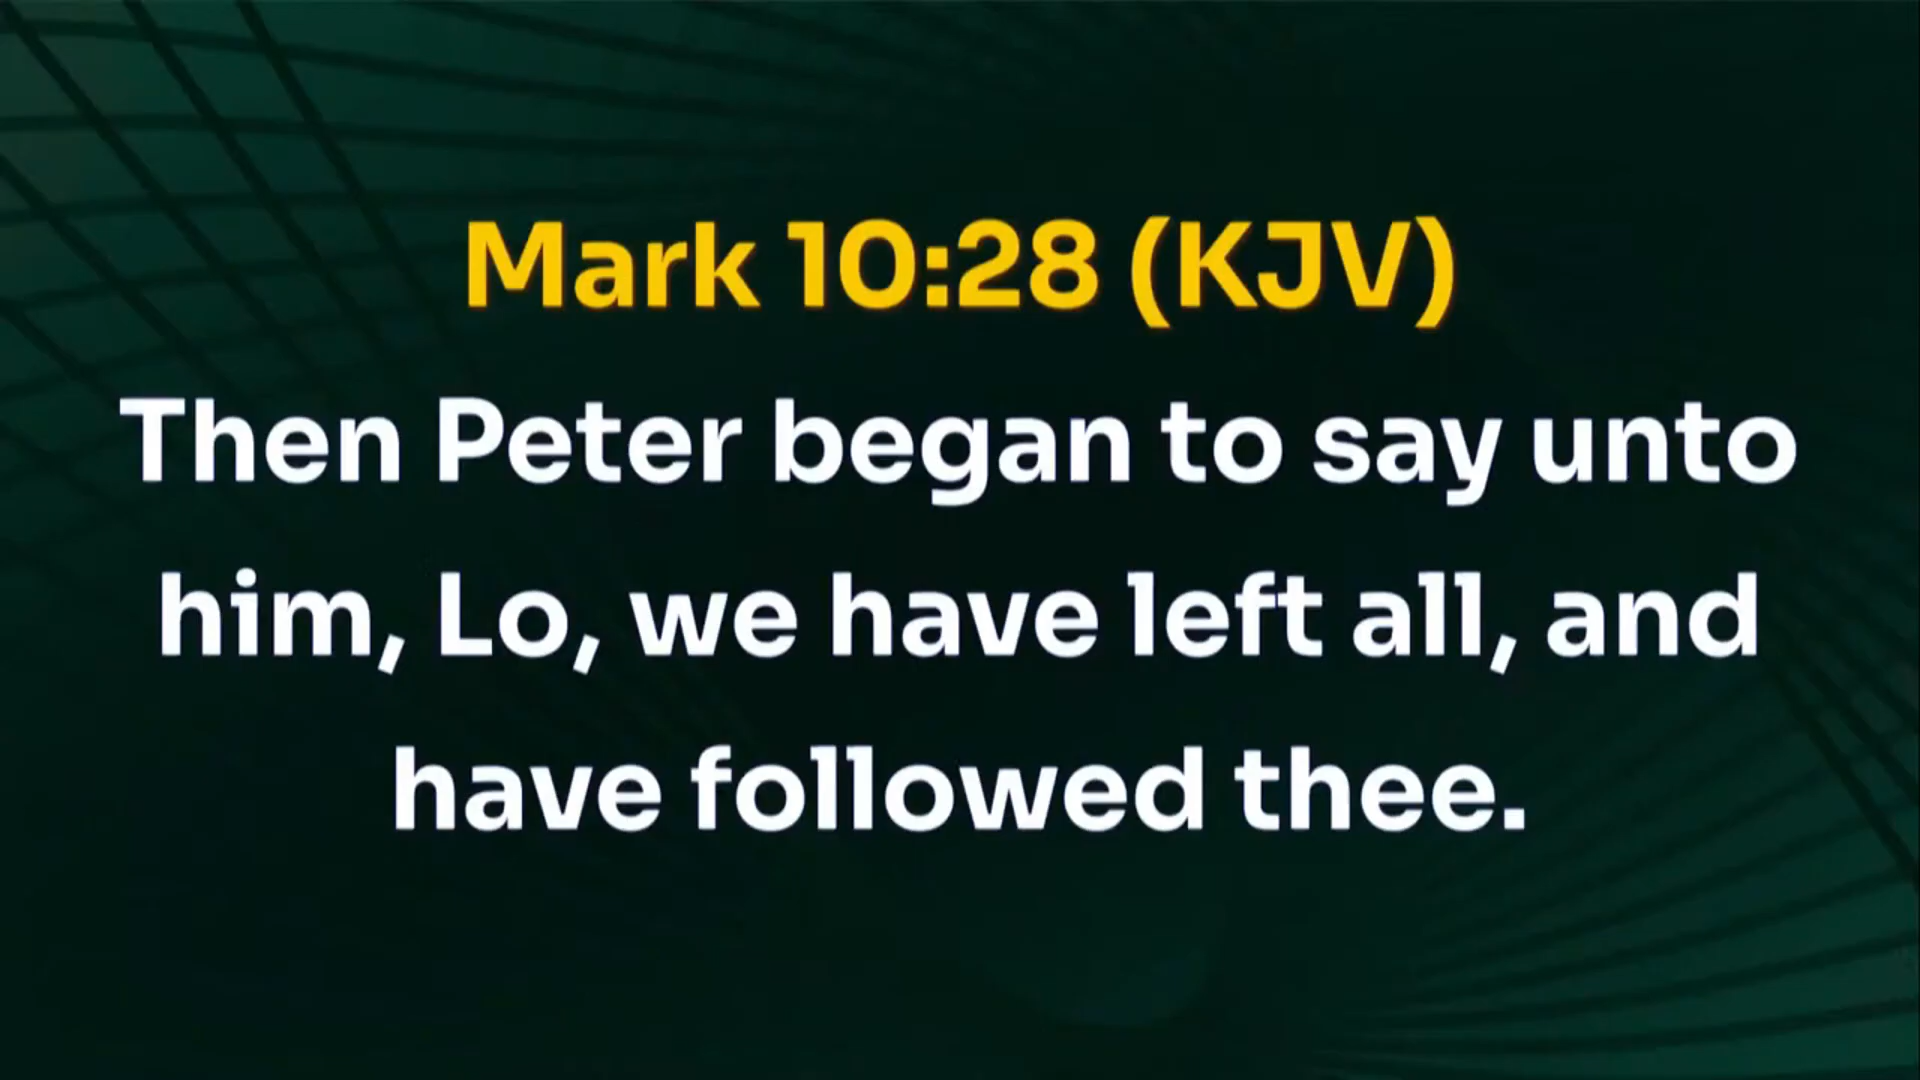 Mark 10:28 (KJV)
Then Peter began to say unto
him, Lo, we have left all, and
have followed thee.